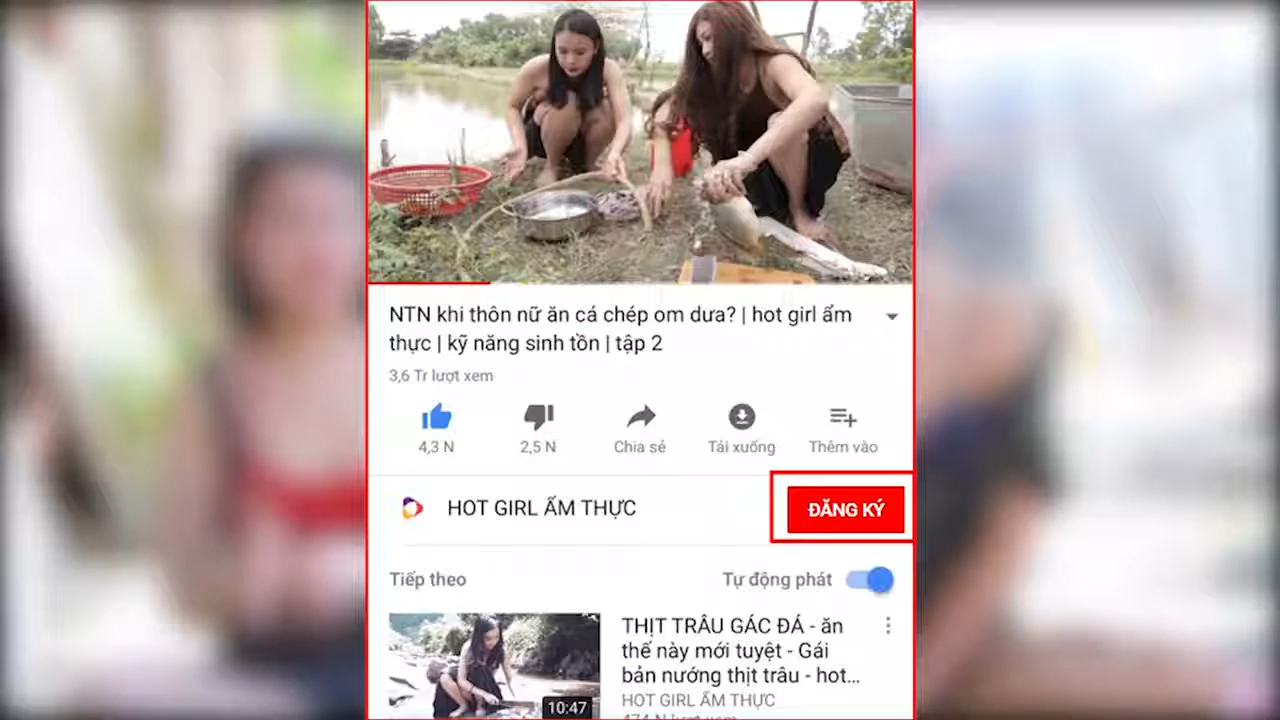 NTN khi thôn nữ ăn cá chép om dưa? | hot girl ẩm
thực | kỹ năng sinh tồn | tập 2
3,6 Tr lượt xem
4,3 N
2,5 N
Chia sẻ
Tải xuống
Thêm vào
HOT GIRL ẨM THỰC
ĐĂNG KÝ
Tiếp theo
Tự động phát
THỊT TRÂU GÁC ĐÁ - ăn
thế này mới tuyệt - Gái
bản nướng thịt trâu - hot...
HOT GIRL ẨM THỰC
474 N lượt xem
10:47